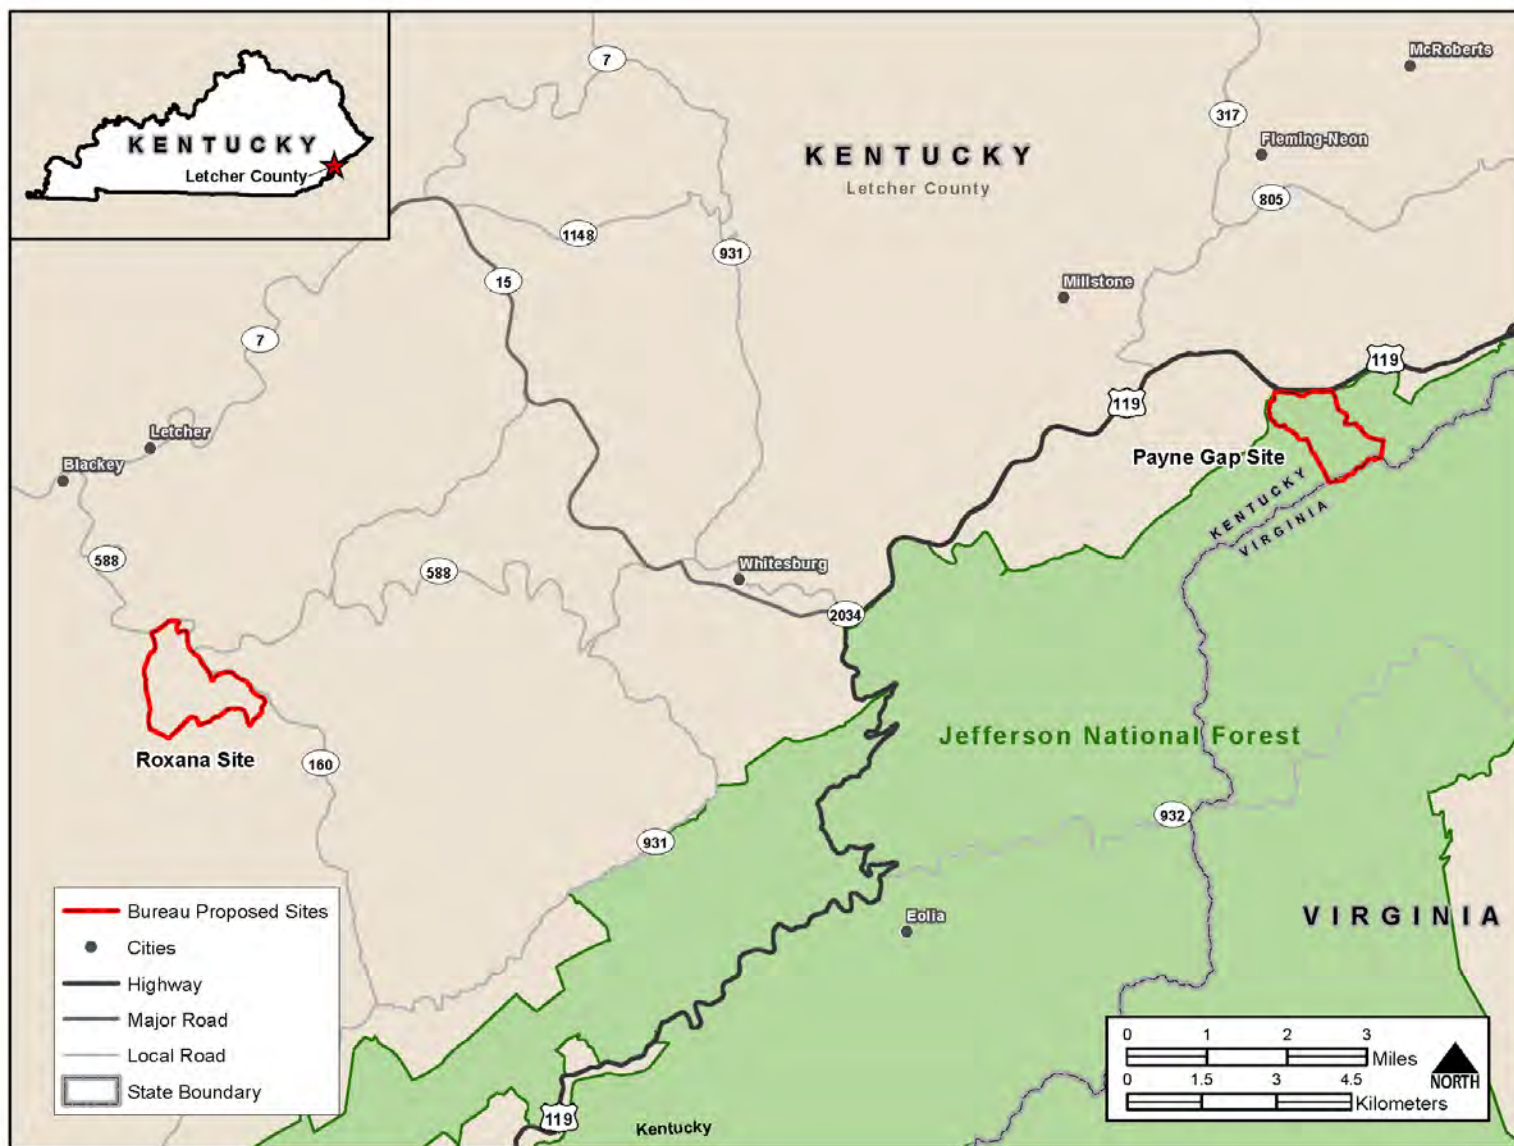 KENTUCKY
Letcher County
7
McRoberts
317
Fleming-Neon
KENTUCKY
Letcher County
805
1148
931
15
Millstone
7
119
119
Letcher
Blackey
Payne Gap Site
KENTUCKY
VIRGINIA
588
588
Whitesburg
2034
Jefferson National Forest
Roxana Site
160
932
931
Eolia
VIRGINIA
Bureau Proposed Sites
Cities
Highway
Major Road
Local Road
State Boundary
0 1 2 3
Miles
0 1.5 3 4.5
Kilometers
NORTH
119
Kentucky